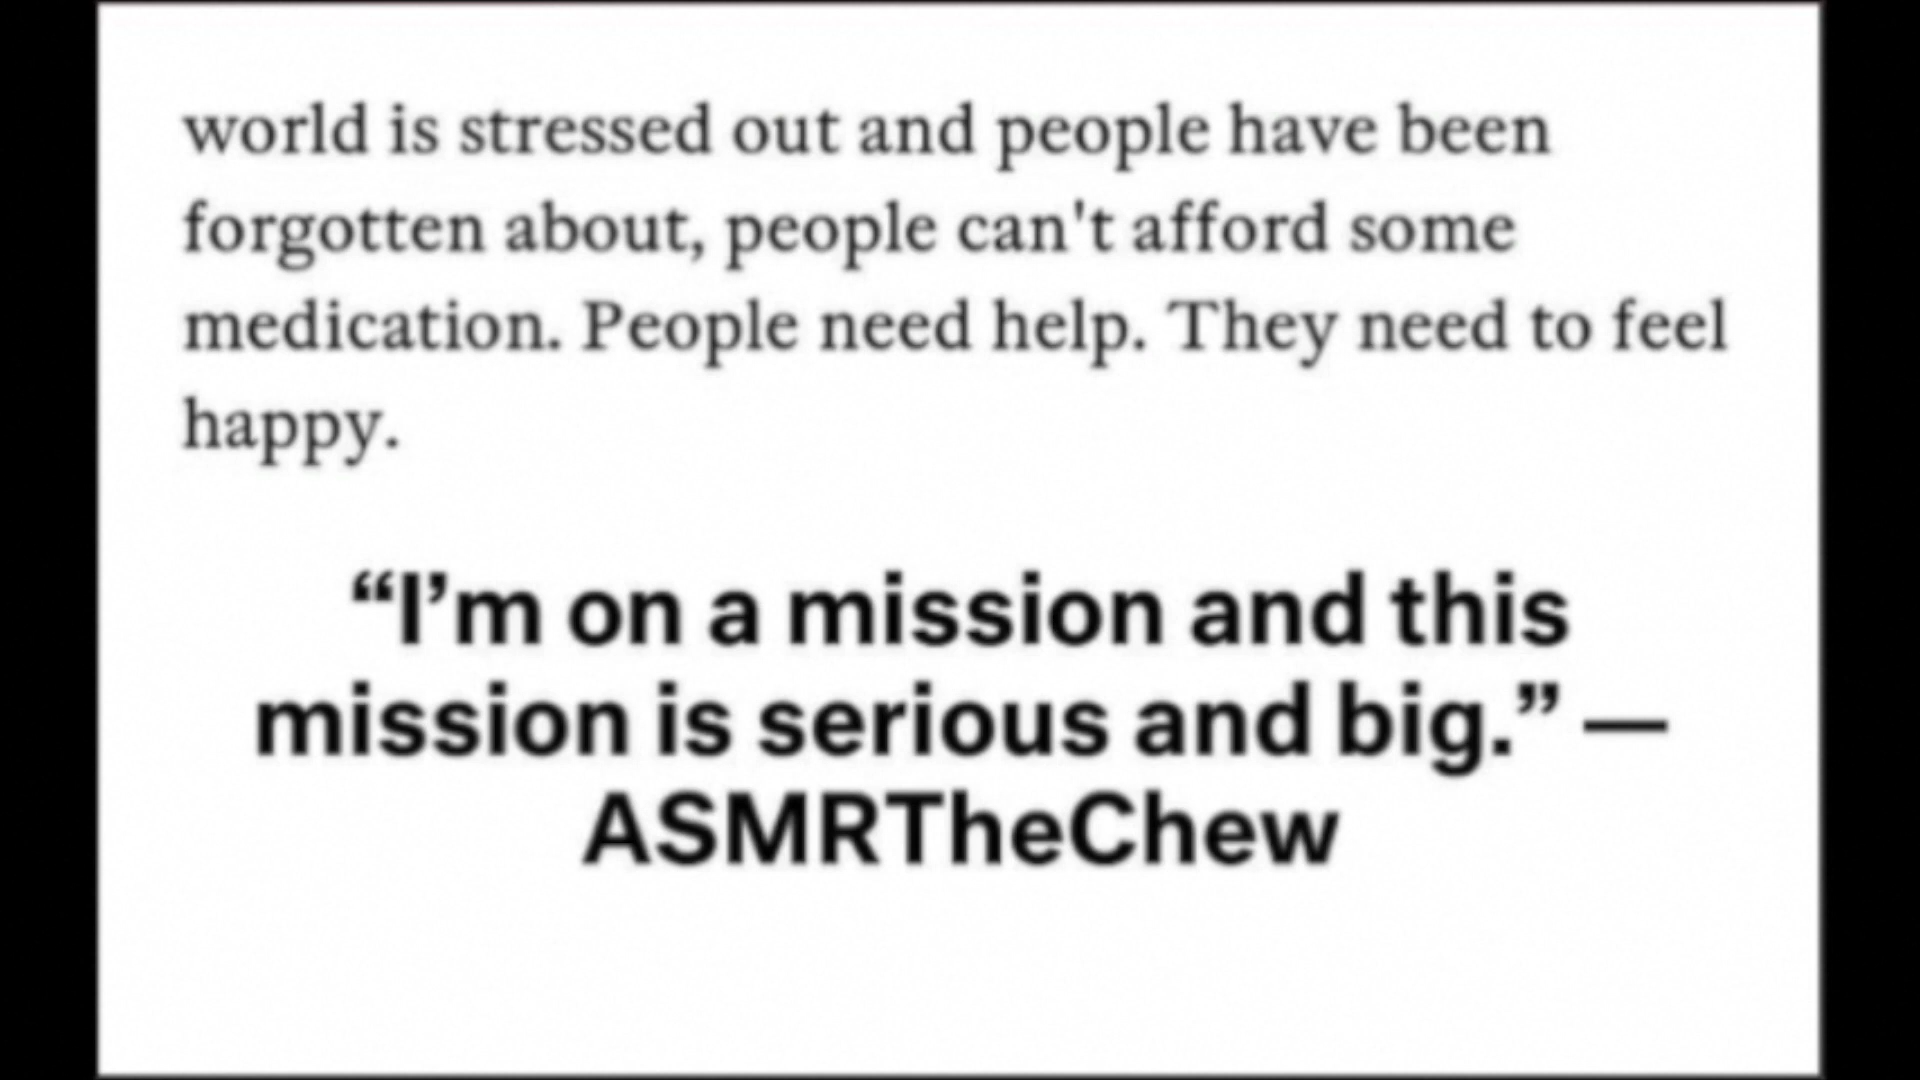 world is stressed out and people have been
forgotten about, people can't afford some
medication. People need help. They need to feel
happy.
“I’m on a mission and this
mission is serious and big.” —
ASMRTheChew